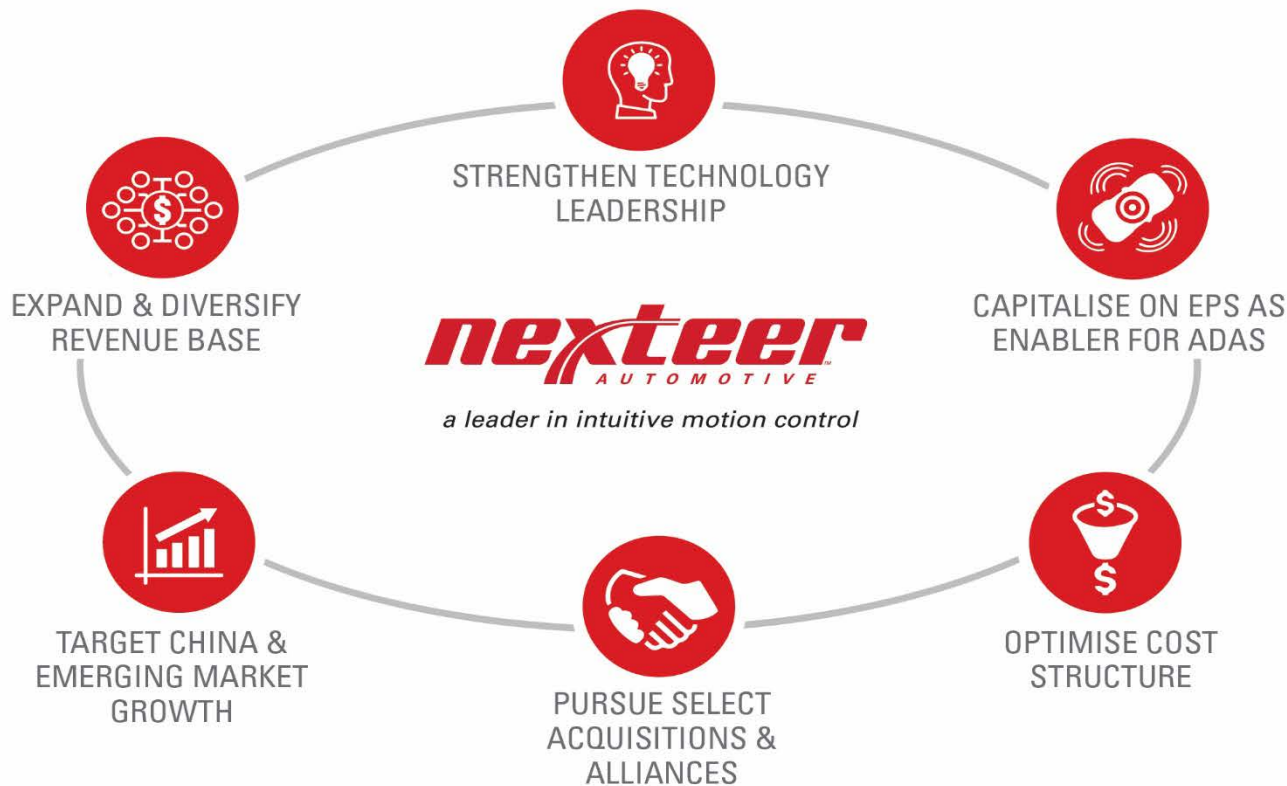 STRENGTHEN TECHNOLOGY
LEADERSHIP
CAPITALISE ON EPS AS
ENABLER FOR ADAS
OPTIMISE COST
STRUCTURE
PURSUE SELECT
ACQUISITIONS &
ALLIANCES
TARGET CHINA &
EMERGING MARKET
GROWTH
EXPAND & DIVERSIFY
REVENUE BASE
nexteer™
AUTOMOTIVE
a leader in intuitive motion control
$
$
$